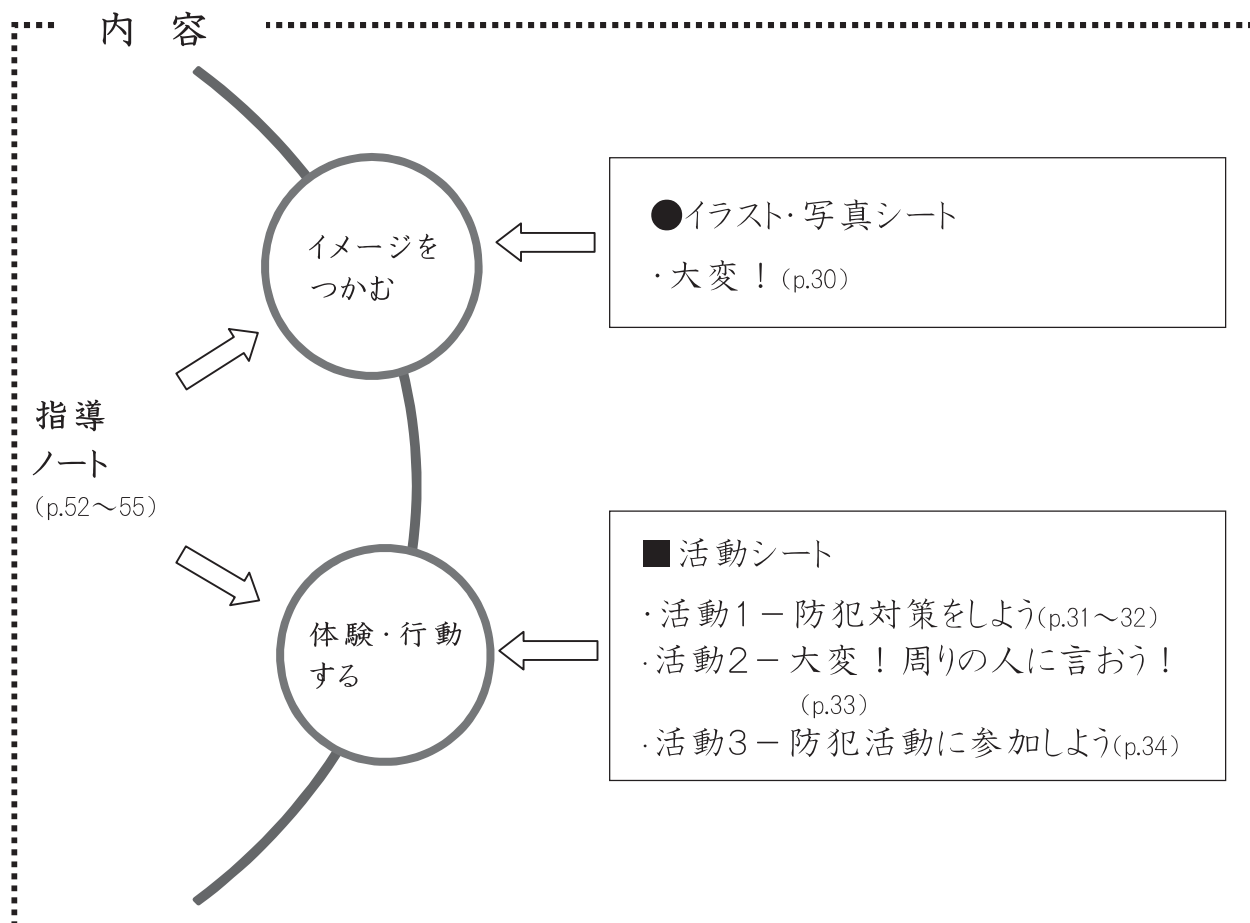 内 容
イメージを
つかむ
●イラスト・写真シート
・大変！(p.30)
指導
ノート
(p.52～55)
体験・行動
する
■活動シート
・活動1－防犯対策をしよう(p.31～32)
・活動2－大変！周りの人に言おう！
(p.33)
・活動3－防犯活動に参加しよう(p.34)